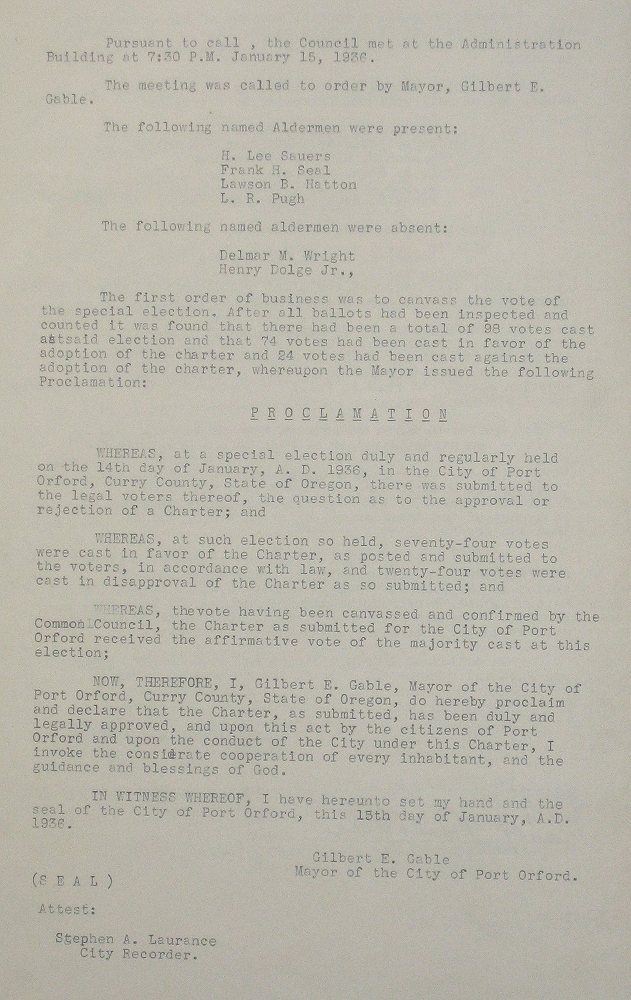 Pursuant to call , the Council met at the Administration
Building at 7:30 P.M. January 15, 1936.
The meeting was called to order by Mayor, Gilbert E.
Gable.
The following named Aldermen were present:
H. Lee Sauers
Frank H. Seal
Lawson B. Hatton
L. R. Pugh
The following named aldermen were absent:
Delmar M. Wright
Henry Dolge Jr.,
The first order of business was to canvass the vote of
the special election. After all ballots had been inspected and
counted it was found that there had been a total of 98 votes cast
at said election and that 74 votes had been cast in favor of the
adoption of the charter and 24 votes had been cast against the
adoption of the charter, whereupon the Mayor issued the following
Proclamation:
P R O C L A M A T I O N
WHEREAS, at a special election duly and regularly held
on the 14th day of January, A. D. 1936, in the City of Port
Orford, Curry County, State of Oregon, there was submitted to
the legal voters thereof, the question as to the approval or
rejection of a Charter; and
WHEREAS, at such election so held, seventy-four votes
were cast in favor of the Charter, as posted and submitted to
the voters, in accordance with law, and twenty-four votes were
cast in disapproval of the Charter as so submitted; and
WHEREAS, thevote having been canvassed and confirmed by the
Common Council, the Charter as submitted for the City of Port
Orford received the affirmative vote of the majority cast at this
election;
NOW, THEREFORE, I, Gilbert E. Gable, Mayor of the City of
Port Orford, Curry County, State of Oregon, do hereby proclaim
and declare that the Charter, as submitted, has been duly and
legally approved, and upon this act by the citizens of Port
Orford and upon the conduct of the City under this Charter, I
invoke the considrate cooperation of every inhabitant, and the
guidance and blessings of God.
IN WITNESS WHEREOF, I have hereunto set my hand and the
seal of the City of Port Orford, this 15th day of January, A.D.
1936.
Gilbert E. Gable
Mayor of the City of Port Orford.
(S E A L )
Attest:
Stephen A. Laurance
City Recorder.